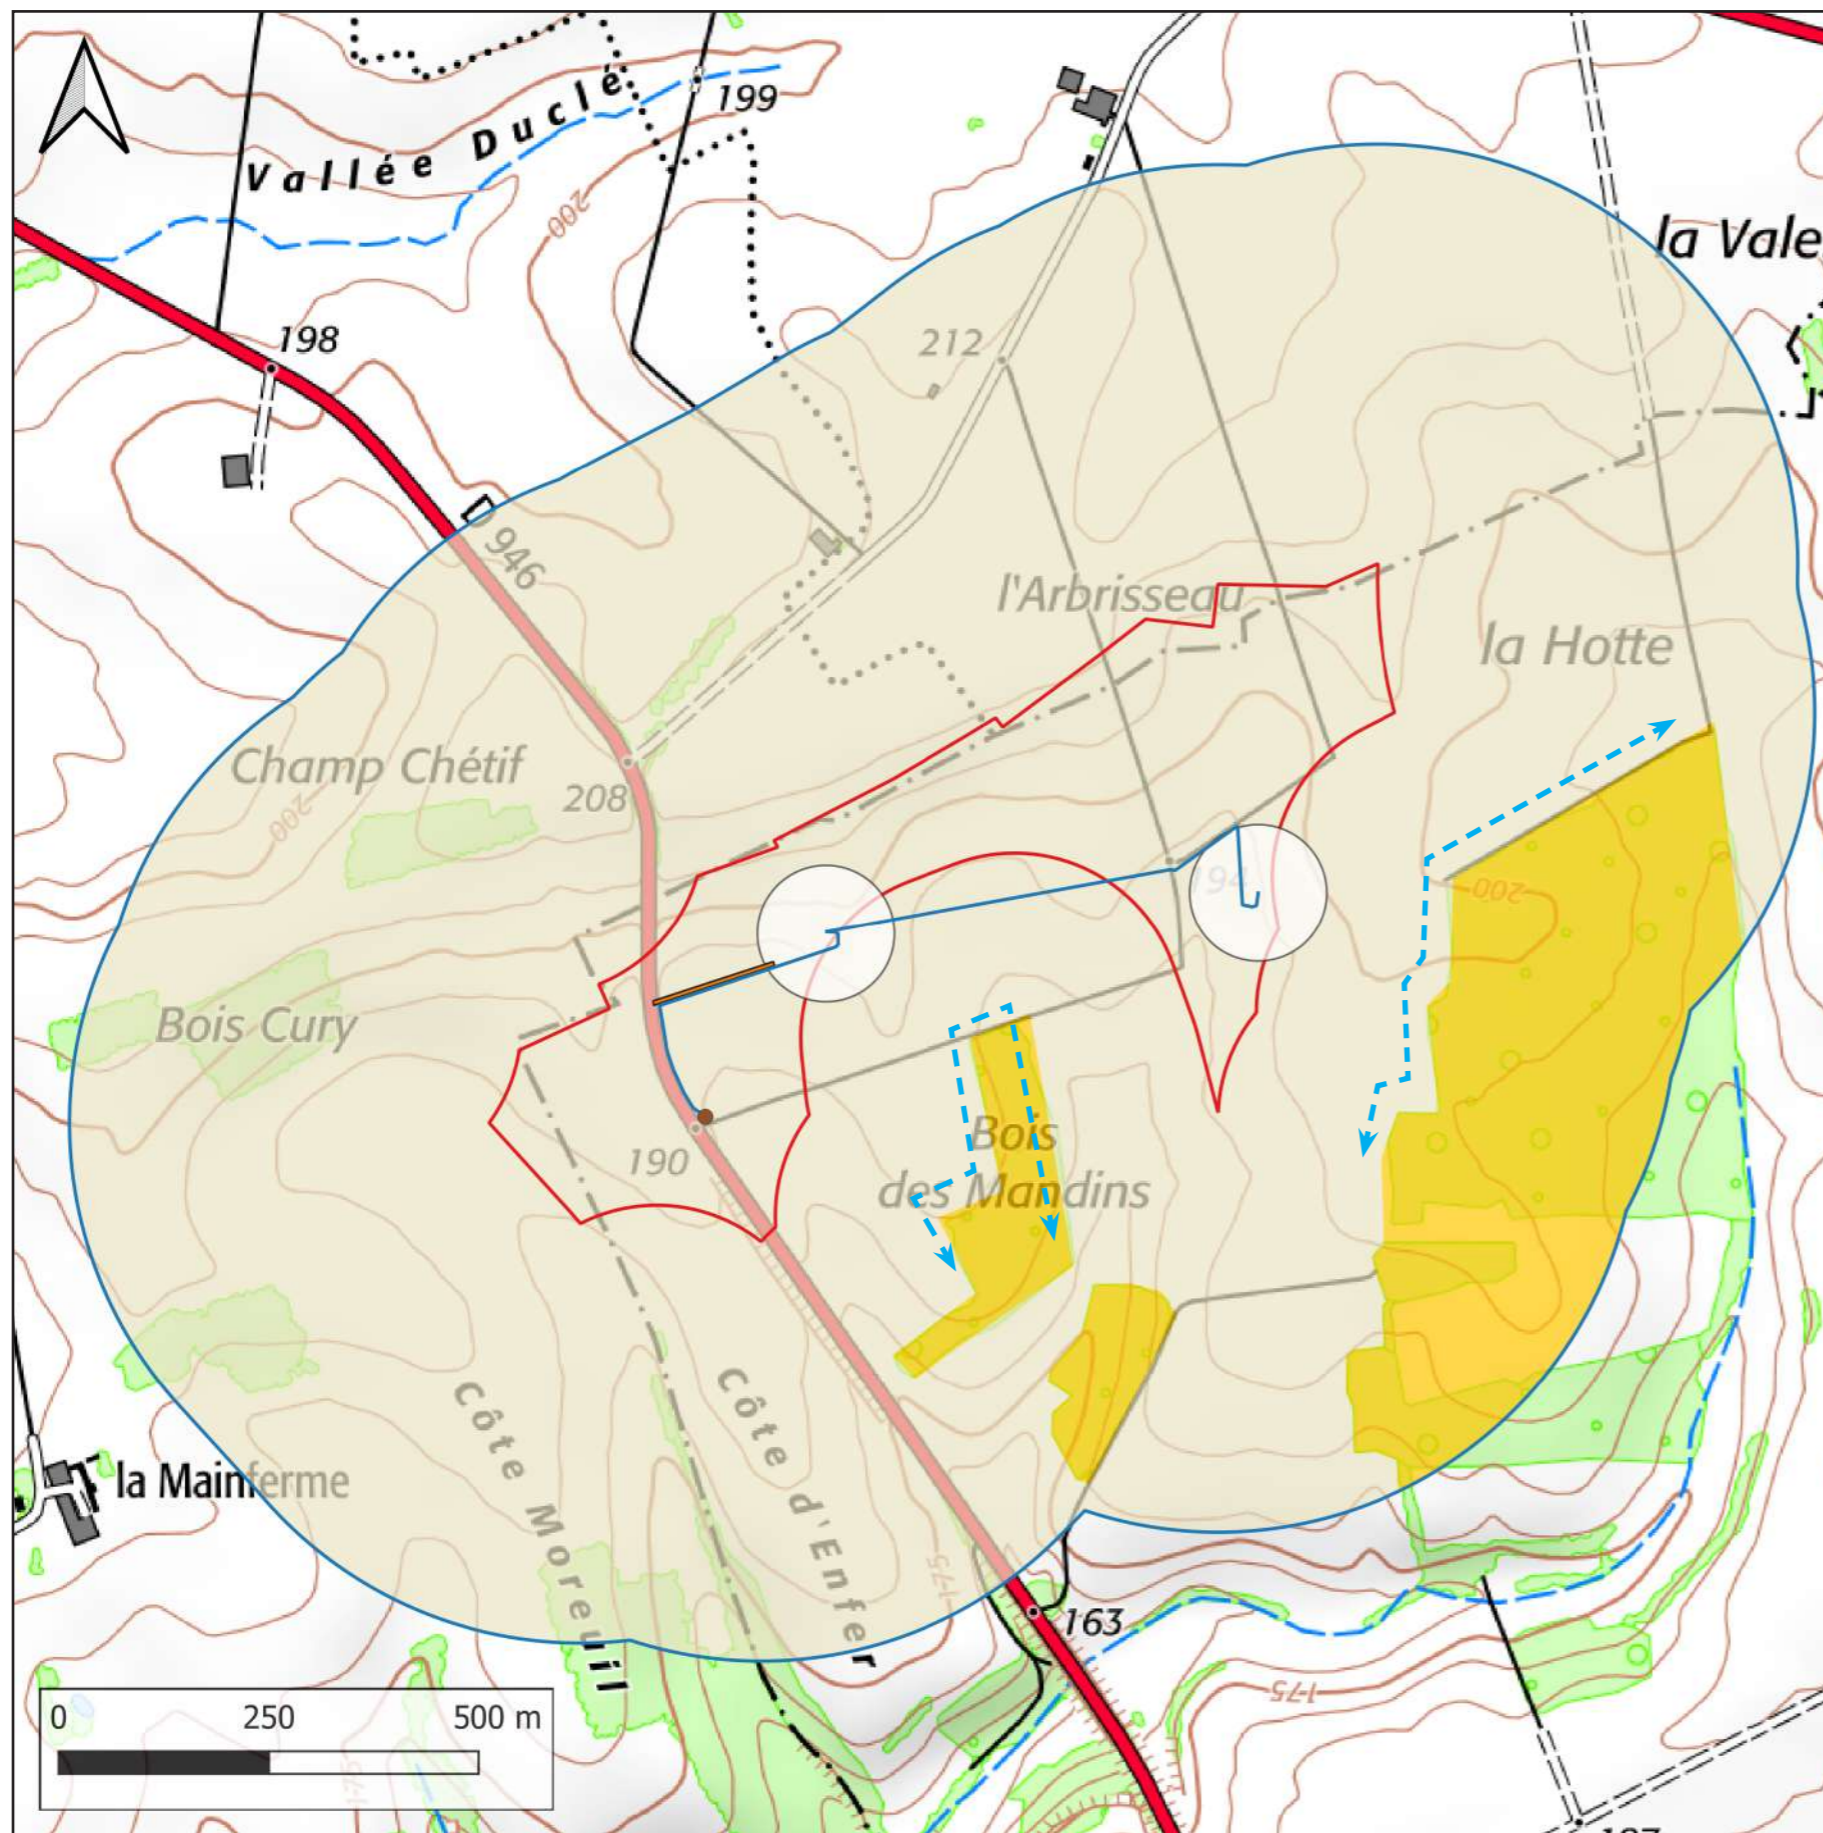 199
Vallée Duclé
200
la Vale
198
212
D 946
l'Arbrisseau
la Hotte
Champ Chétif
208
200
194
200
Bois Cury
190
Bois
des Mandins
Côte Moreuil
Côte d'Enfer
la Mainferme
175
163
175
0 250 500 m
175